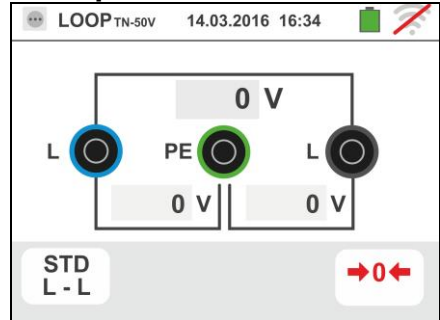 LOOP TN-50V 14.03.2016 16:34
0 V
L PE L
0 V 0 V
STD
L - L
0